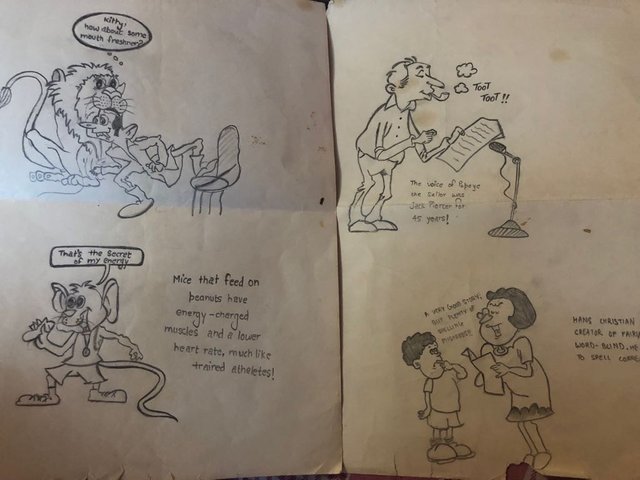 Kitty,
how about some
mouth freshner?
TOOT
TOOT!!
The voice of Popeye
the Sailor was
Jack Mercer for
45 years!
That's the Secret
of my energy
Mice that feed on
peanuts have
energy-charged
muscles and a lower
heart rate, much like
trained atheletes!
A VERY GOOD STORY,
BUT PLENTY OF
SPELLING
MISTAKES!
HANS CHRISTIAN
CREATOR OF FAIRY
WORD-BLIND. HE
TO SPELL CORRE